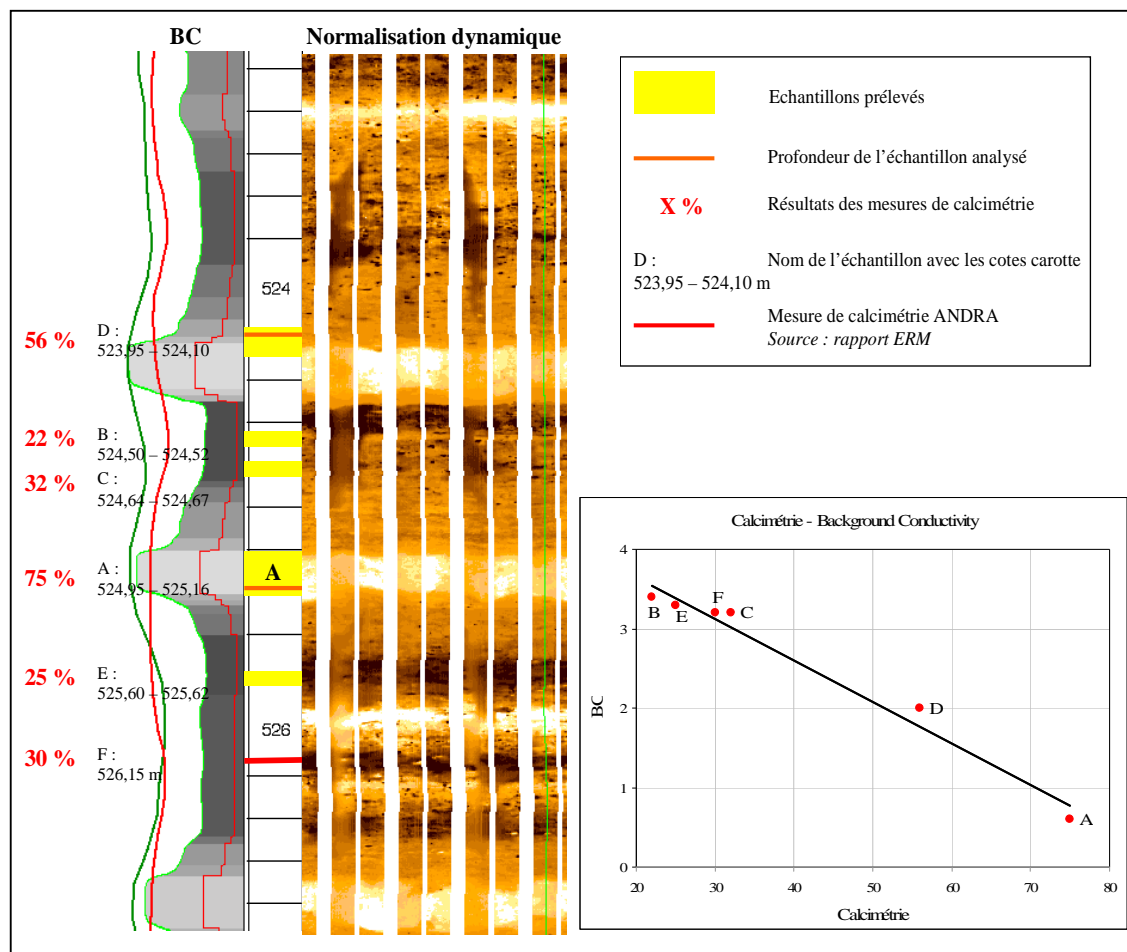 BC
Normalisation dynamique
524
56 %
D :
523,95 – 524,10
22 %
B :
524,50 – 524,52
32 %
C :
524,64 – 524,67
75 %
A :
524,95 – 525,16
A
25 %
E :
525,60 – 525,62
526
30 %
F :
526,15 m
Echantillons prélevés
Profondeur de l'échantillon analysé
X %
Résultats des mesures de calcimétrie
D :
523,95 – 524,10 m
Nom de l'échantillon avec les cotes carotte
Mesure de calcimétrie ANDRA
Source : rapport ERM
Calcimétrie - Background Conductivity
4
3
2
1
0
BC
B
E
F
C
D
A
20
30
40
50
60
70
80
Calcimétrie